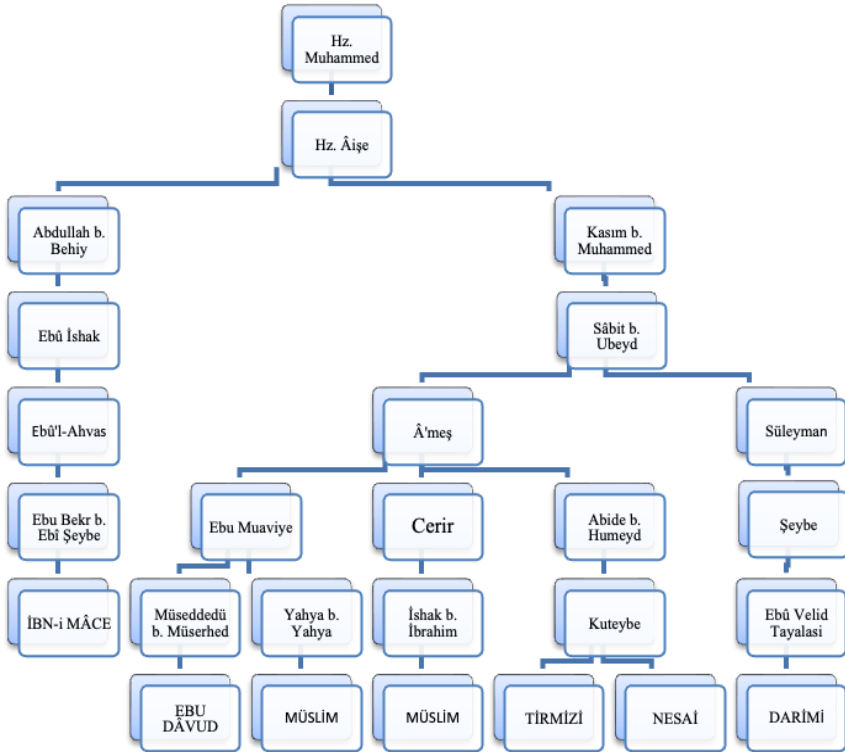 Hz.
Muhammed
Hz. Âişe
Abdullah b.
Behiy
Kasım b.
Muhammed
Ebû İshak
Sâbit b.
Ubeyd
Ebû'l-Ahvas
Â'meş
Süleyman
Ebu Bekr b.
Ebî Şeybe
Ebu Muaviye
Cerir
Abide b.
Humeyd
Şeybe
İBN-i MÂCE
Müseddedü
b. Müserhed
Yahya b.
Yahya
İshak b.
İbrahim
Kuteybe
Ebû Velid
Tayalasi
EBU
DÂVUD
MÜSLİM
MÜSLİM
TİRMİZİ
NESAİ
DARİMİ